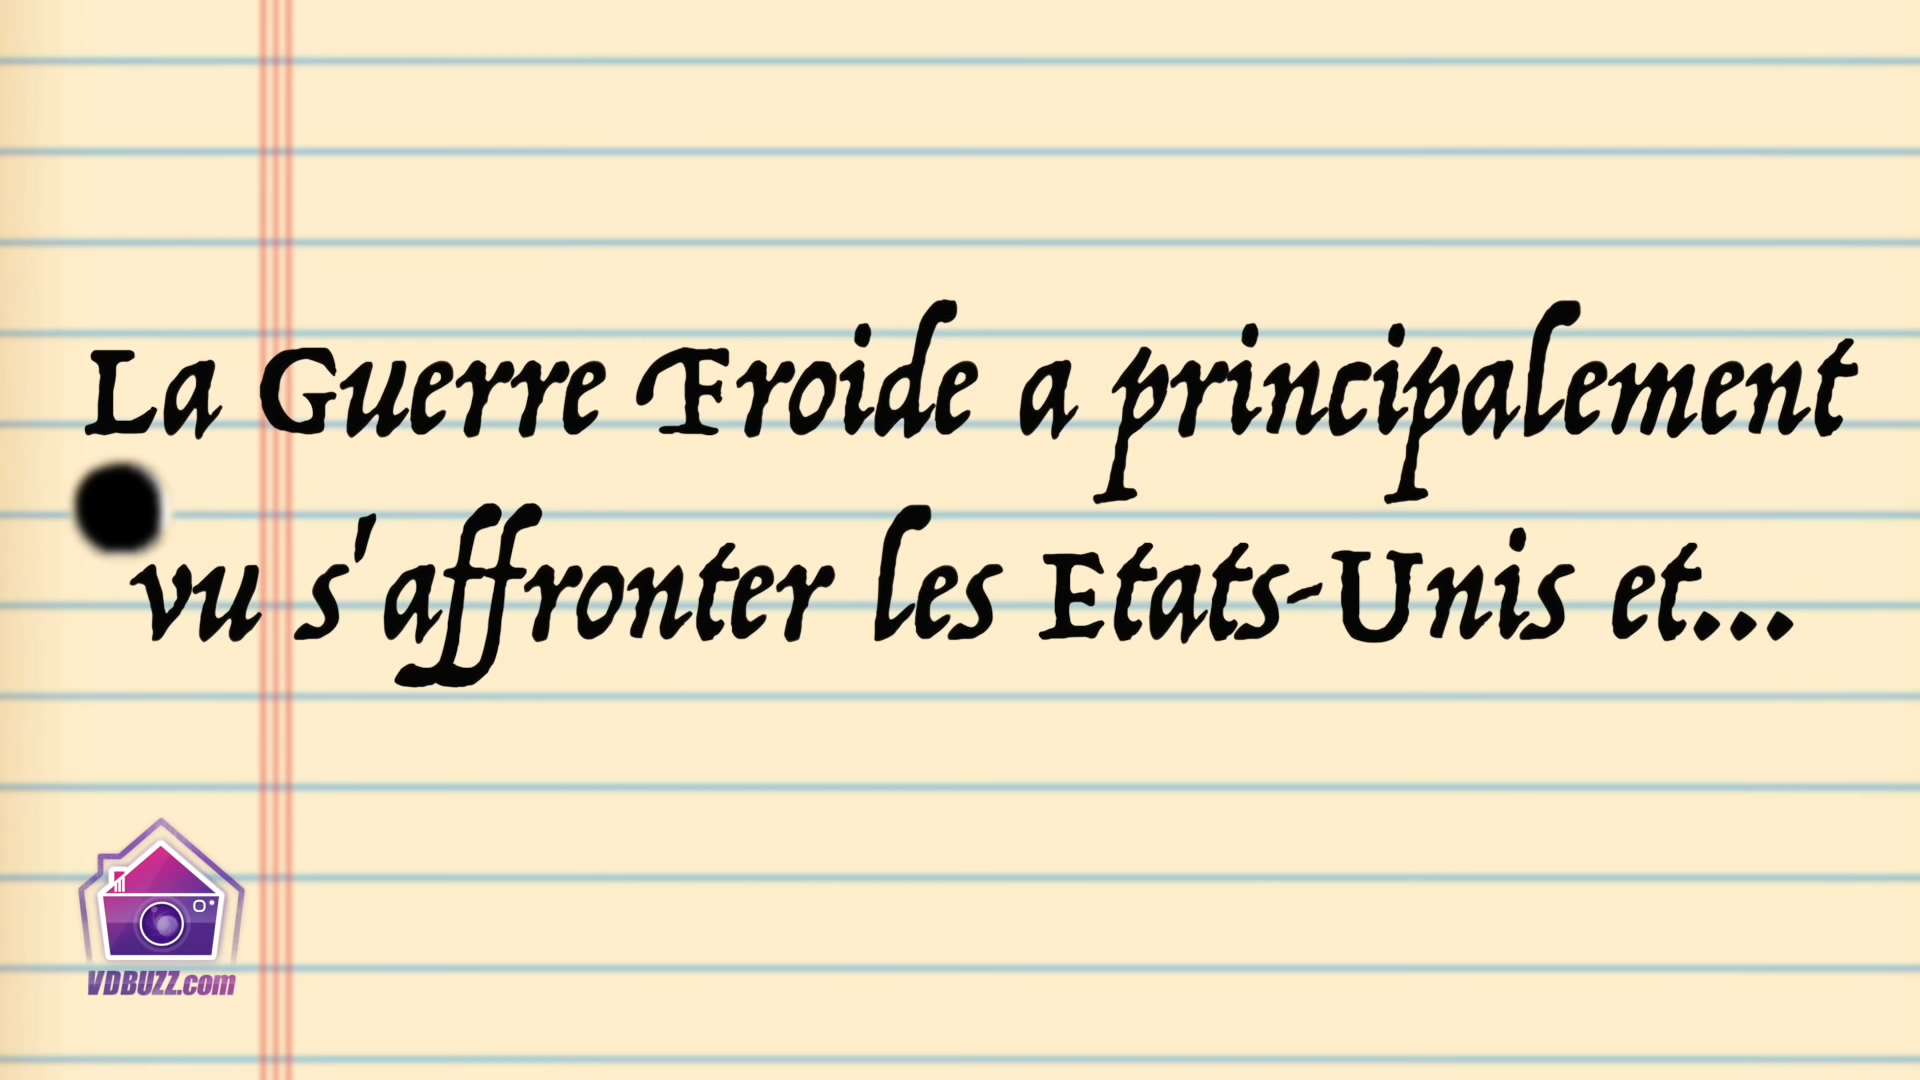 La Guerre Froide a principalement
vu s'affronter les Etats-Unis et...
VDBUZZ.com